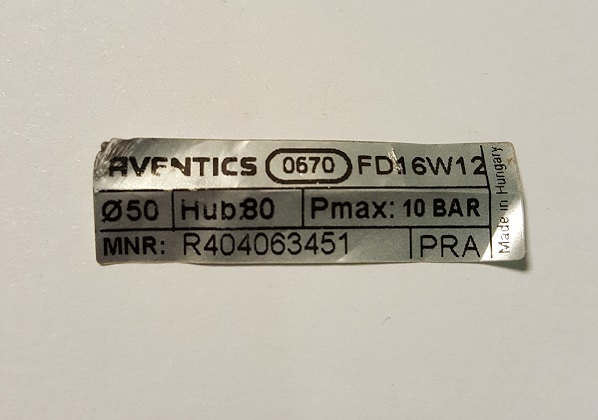 AVENTICS 0670 FD16W12
Ø50 Hub:80 Pmax: 10 BAR
MNR: R404063451 PRA
Made in Hungary